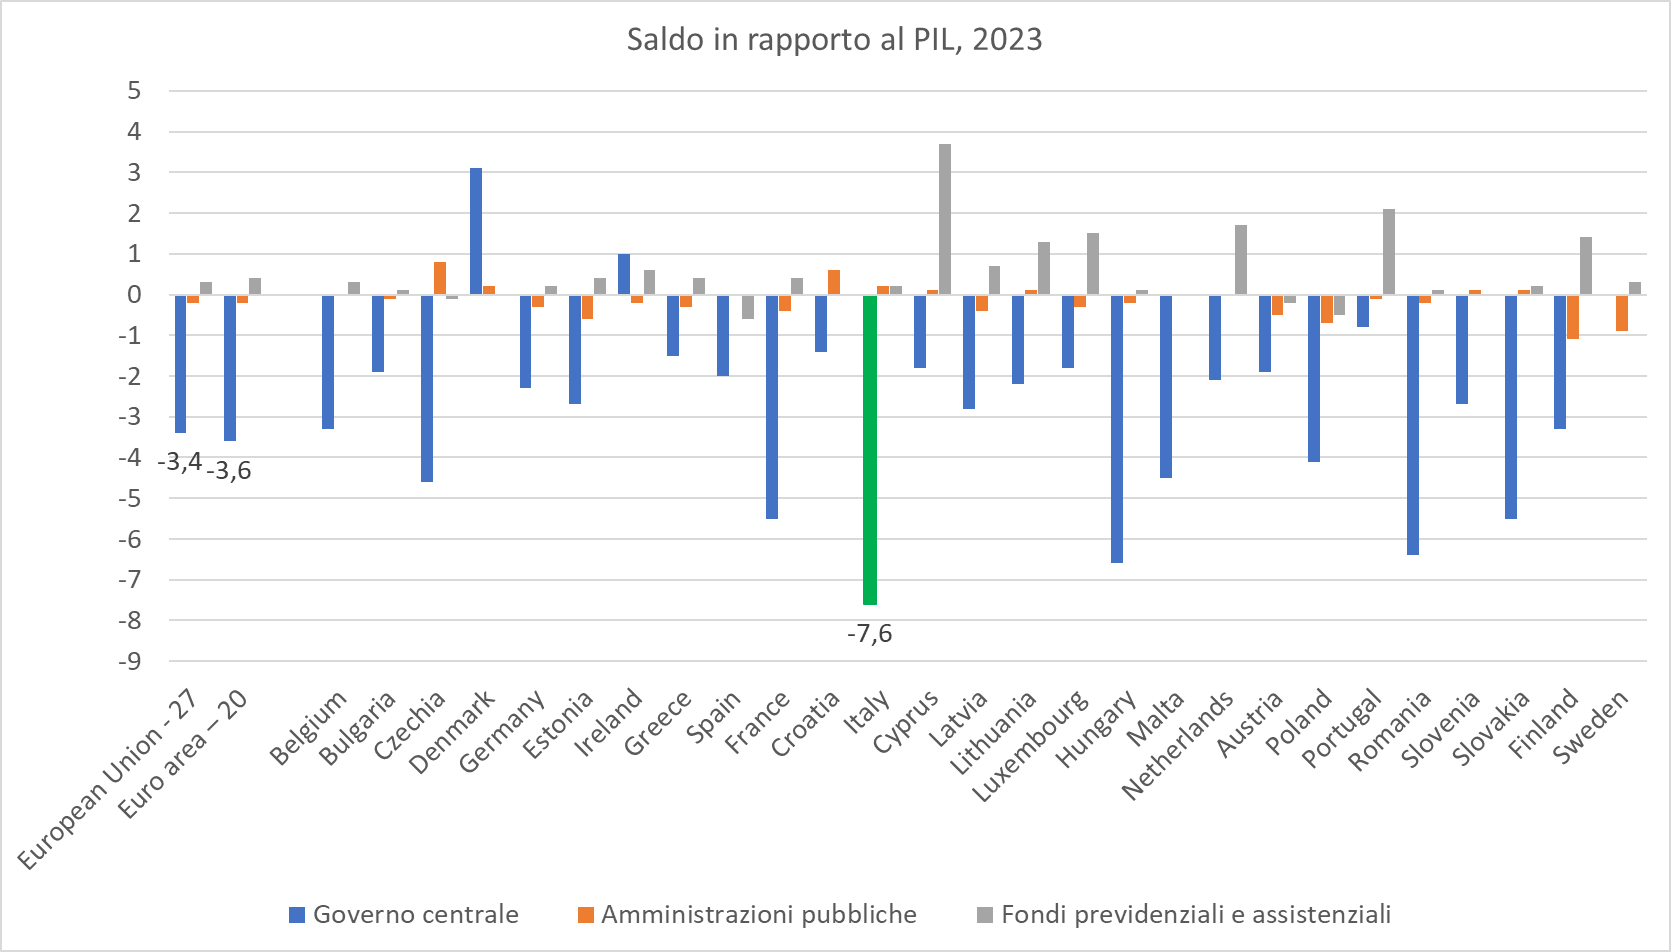 Saldo in rapporto al PIL, 2023
5
4
3
2
1
0
-1
-2
-3
-4
-5
-6
-7
-8
-9
-3,4
-3,6
-7,6
European Union - 27
Euro area – 20
Belgium
Bulgaria
Czechia
Denmark
Germany
Estonia
Ireland
Greece
Spain
France
Croatia
Italy
Cyprus
Latvia
Lithuania
Luxembourg
Hungary
Malta
Netherlands
Austria
Poland
Portugal
Romania
Slovenia
Slovakia
Finland
Sweden
Governo centrale
Amministrazioni pubbliche
Fondi previdenziali e assistenziali